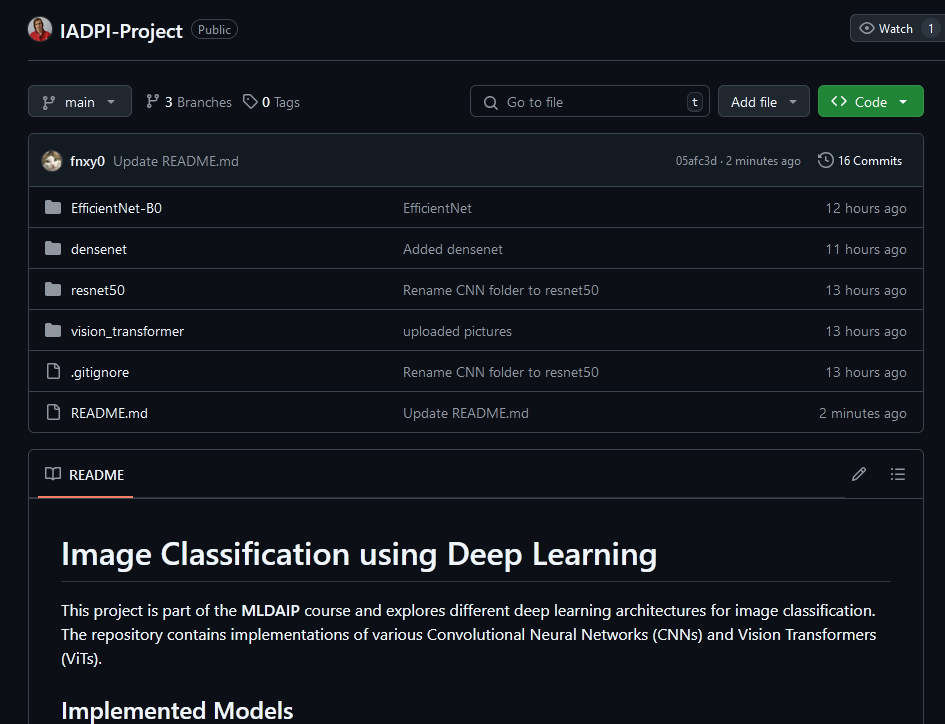 IADPI-Project Public Watch 1
main 3 Branches 0 Tags Go to file t Add file Code
fnxy0 Update README.md 05afc3d · 2 minutes ago 16 Commits
EfficientNet-B0 EfficientNet 12 hours ago
densenet Added densenet 11 hours ago
resnet50 Rename CNN folder to resnet50 13 hours ago
vision_transformer uploaded pictures 13 hours ago
.gitignore Rename CNN folder to resnet50 13 hours ago
README.md Update README.md 2 minutes ago
README
Image Classification using Deep Learning
This project is part of the MLDAIP course and explores different deep learning architectures for image classification.
The repository contains implementations of various Convolutional Neural Networks (CNNs) and Vision Transformers
(ViTs).
Implemented Models